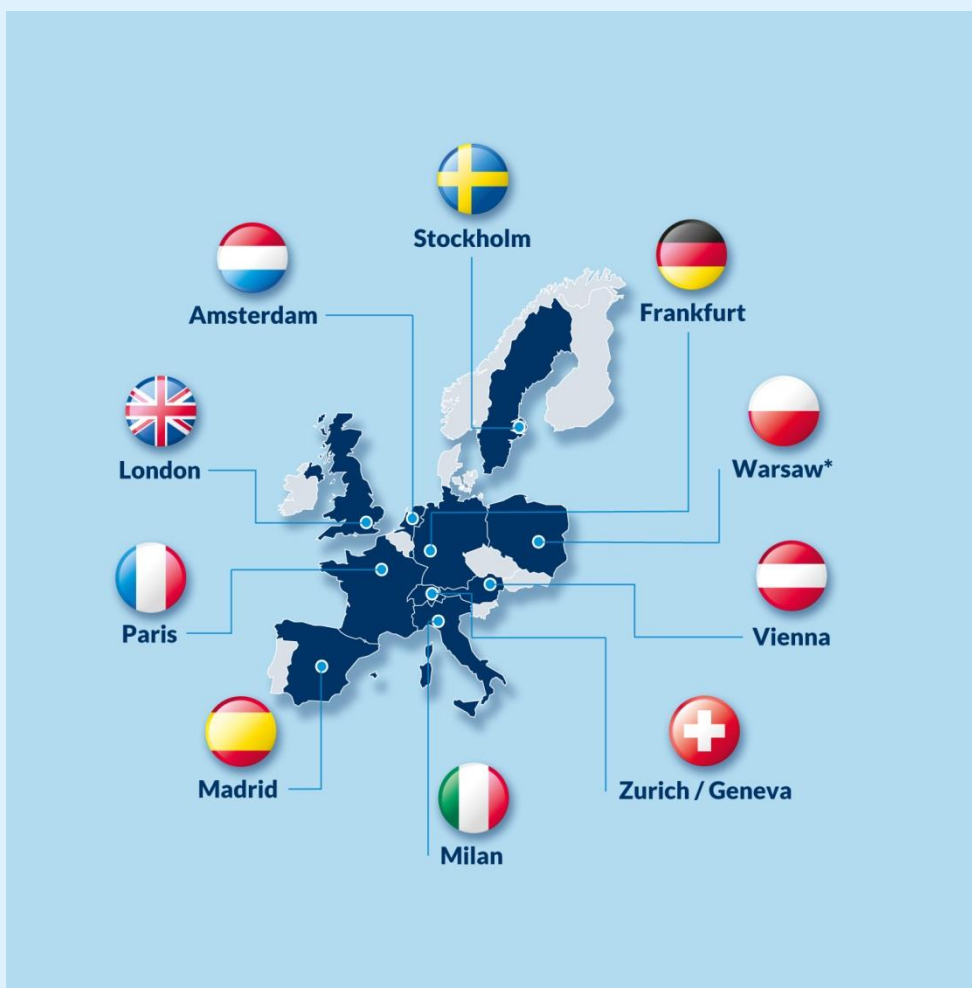 Stockholm
Amsterdam
Frankfurt
London
Warsaw*
Paris
Vienna
Madrid
Zurich / Geneva
Milan